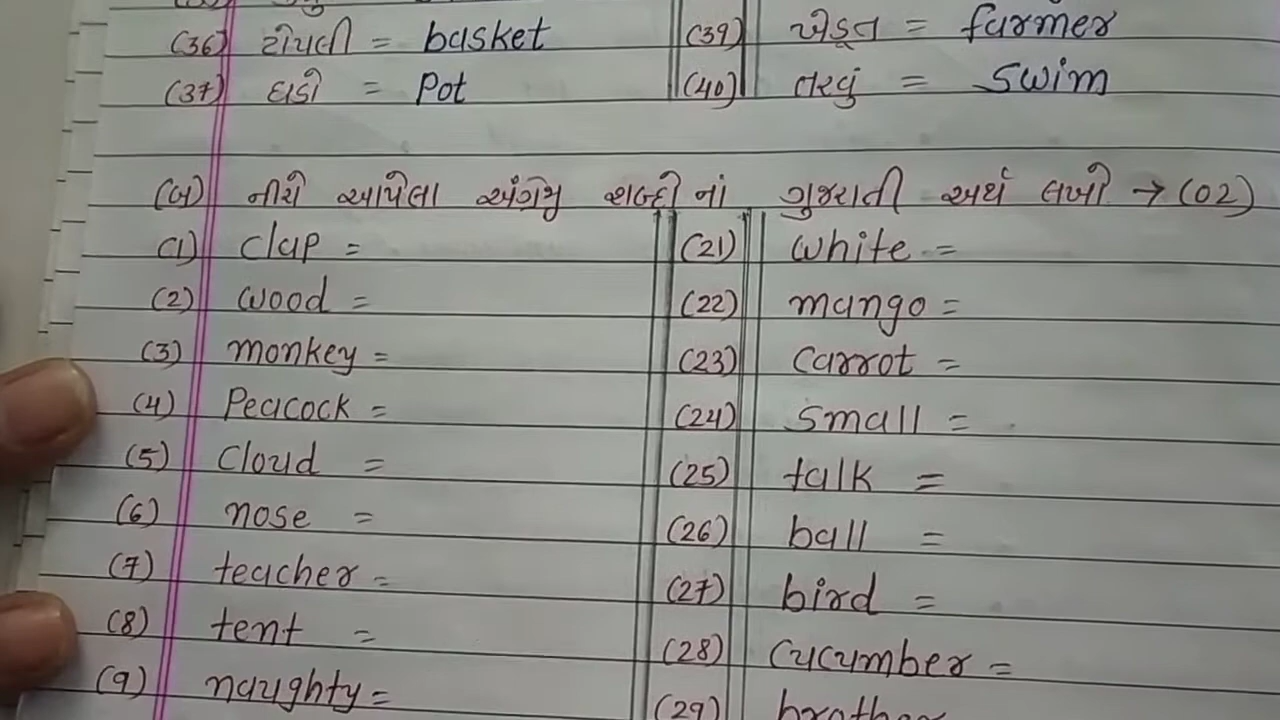 (36) ટોપલી = basket (39) ખેડૂત = farmer
(37) ઘડો = Pot (40) તરવું = swim
(બ) નીચે આપેલા અંગ્રેજી શબ્દો નાં ગુજરાતી અર્થ લખો → (02)
(1) clap = (21) white =
(2) wood = (22) mango =
(3) monkey = (23) carrot =
(4) Peacock = (24) small =
(5) cloud = (25) talk =
(6) nose = (26) ball =
(7) teacher = (27) bird =
(8) tent = (28) cucumber =
(9) naughty = (29) brother